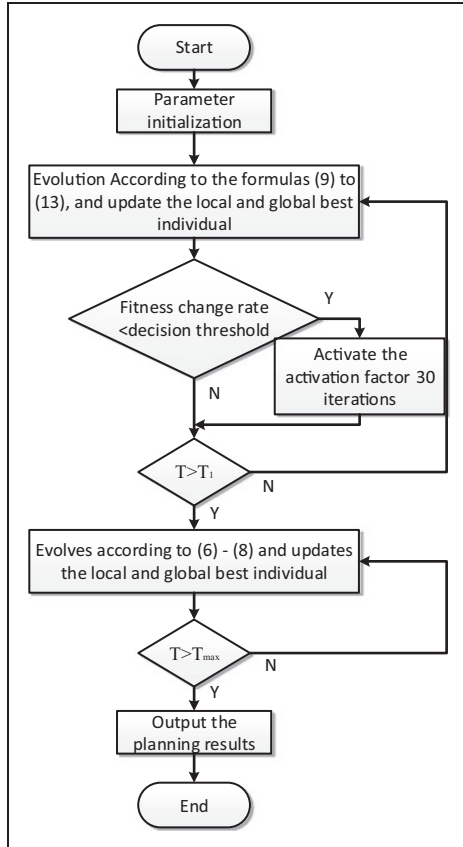 Start
Parameter
initialization
Evolution According to the formulas (9) to
(13), and update the local and global best
individual
Fitness change rate
<decision threshold
Y
Activate the
activation factor 30
iterations
N
T>T1
N
Y
Evolves according to (6) - (8) and updates
the local and global best individual
T>Tmax
N
Y
Output the
planning results
End